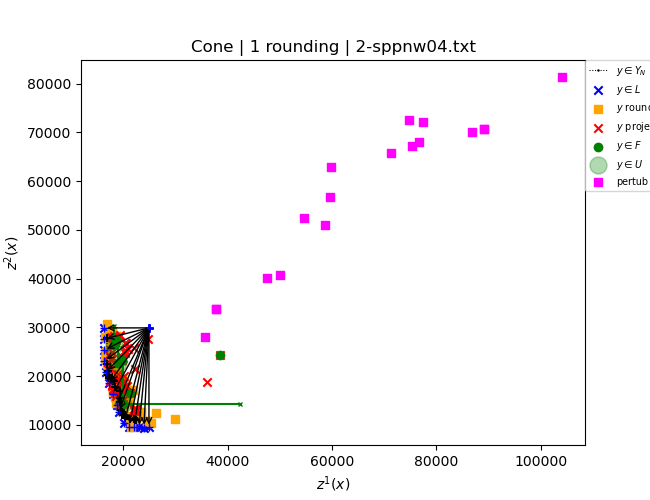 Cone | 1 rounding | 2-sppnw04.txt
80000
70000
60000
50000
40000
30000
20000
10000
z²(x)
20000 40000 60000 80000 100000
z¹(x)
y ∈ Y_N
y ∈ L
y roun
y proje
y ∈ F
y ∈ U
pertub